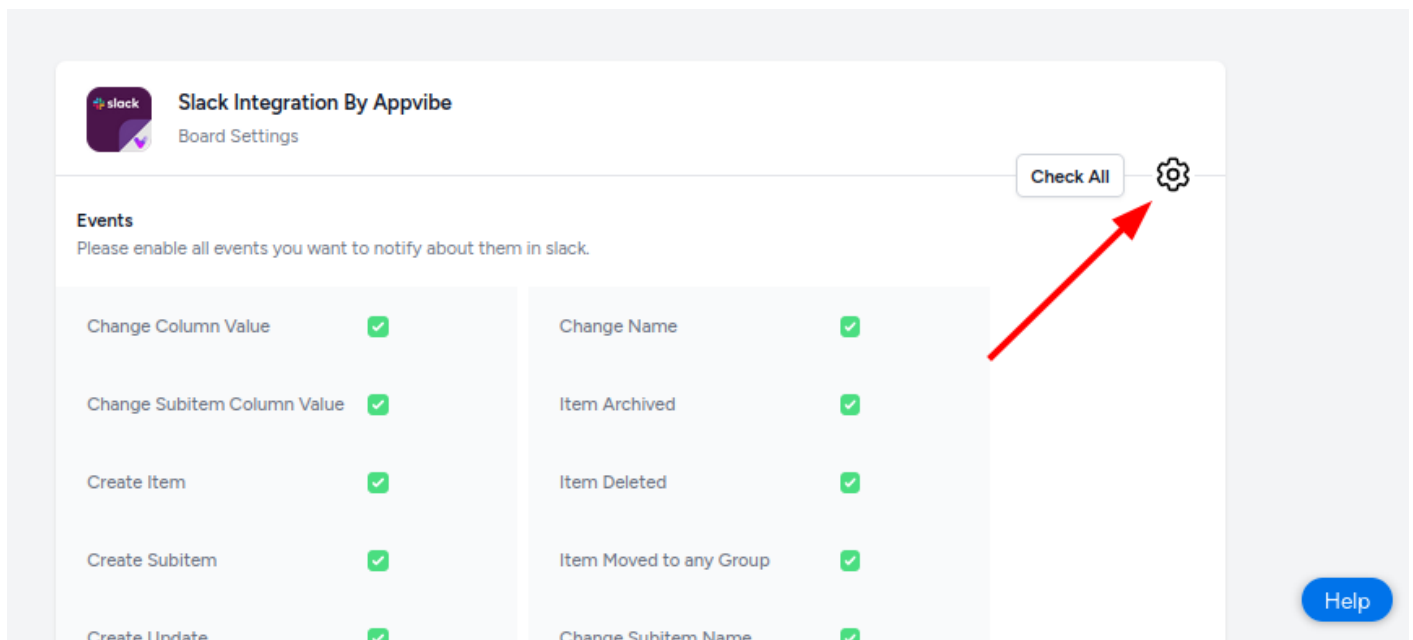 slack
Slack Integration By Appvibe
Board Settings
Check All
Events
Please enable all events you want to notify about them in slack.
Change Column Value
Change Name
Change Subitem Column Value
Item Archived
Create Item
Item Deleted
Create Subitem
Item Moved to any Group
Create Update
Change Subitem Name
Help